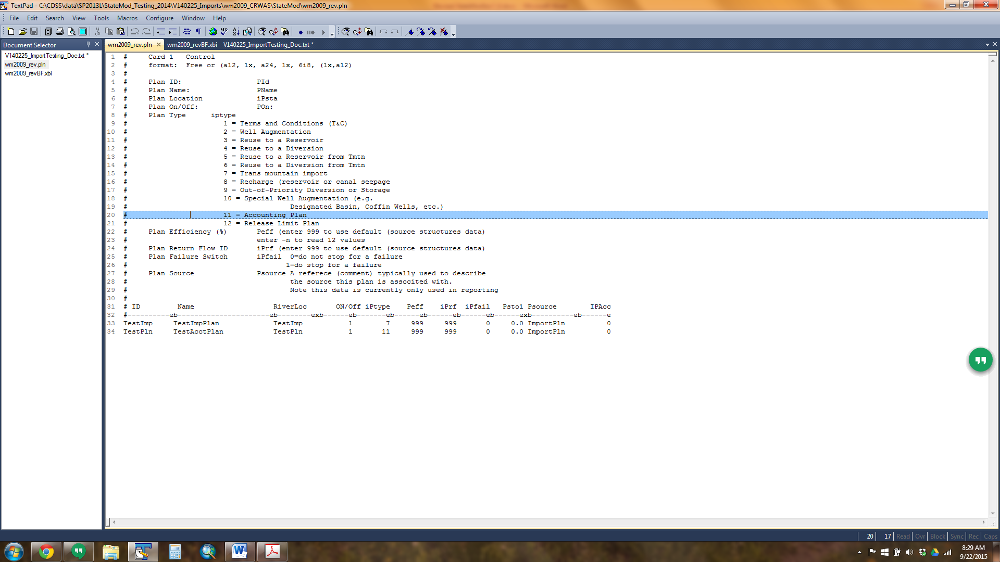 TextPad - C:\CDSS\data\SP2013L\StateMod_Testing_2014\V140225_Imports\wm2009_CRWAS\StateMod\wm2009_rev.pln
File Edit Search View Tools Macros Configure Window Help
Document Selector
V140225_ImportTesting_Doc.txt *
wm2009_rev.pln
wm2009_revBF.xbi
wm2009_rev.pln wm2009_revBF.xbi V140225_ImportTesting_Doc.txt *
1 # Card 1 Control
2 # format: Free or (a12, 1x, a24, 1x, 6i8, (1x,a12)
3 #
4 # Plan ID: PId
5 # Plan Name: PName
6 # Plan Location iPsta
7 # Plan On/Off: POn:
8 # Plan Type iptype
9 # 1 = Terms and Conditions (T&C)
10 # 2 = Well Augmentation
11 # 3 = Reuse to a Reservoir
12 # 4 = Reuse to a Diversion
13 # 5 = Reuse to a Reservoir from Tmtn
14 # 6 = Reuse to a Diversion from Tmtn
15 # 7 = Trans mountain import
16 # 8 = Recharge (reservoir or canal seepage
17 # 9 = Out-of-Priority Diversion or Storage
18 # 10 = Special Well Augmentation (e.g.
19 # Designated Basin, Coffin Wells, etc.)
20 # 11 = Accounting Plan
21 # 12 = Release Limit Plan
22 # Plan Efficiency (%) Peff (enter 999 to use default (source structures data)
23 # enter -n to read 12 values
24 # Plan Return Flow ID iPrf (enter 999 to use default (source structures data)
25 # Plan Failure Switch iPfail 0=do not stop for a failure
26 # 1=do stop for a failure
27 # Plan Source Psource A referece (comment) typically used to describe
28 # the source this plan is associted with.
29 # Note this data is currently only used in reporting
30 #
31 # ID Name RiverLoc ON/Off iPtype Peff iPrf iPfail Psto1 Psource IPAcc
32 #----------eb----------------------eb--------exb------eb-------eb------eb------eb------eb------exb----------eb------e
33 TestImp TestImpPlan TestImp 1 7 999 999 0 0.0 ImportPln 0
34 TestPln TestAcctPlan TestPln 1 11 999 999 0 0.0 ImportPln 0
20 17 Read Ovr Block Sync Rec Caps
8:29 AM
9/22/2015